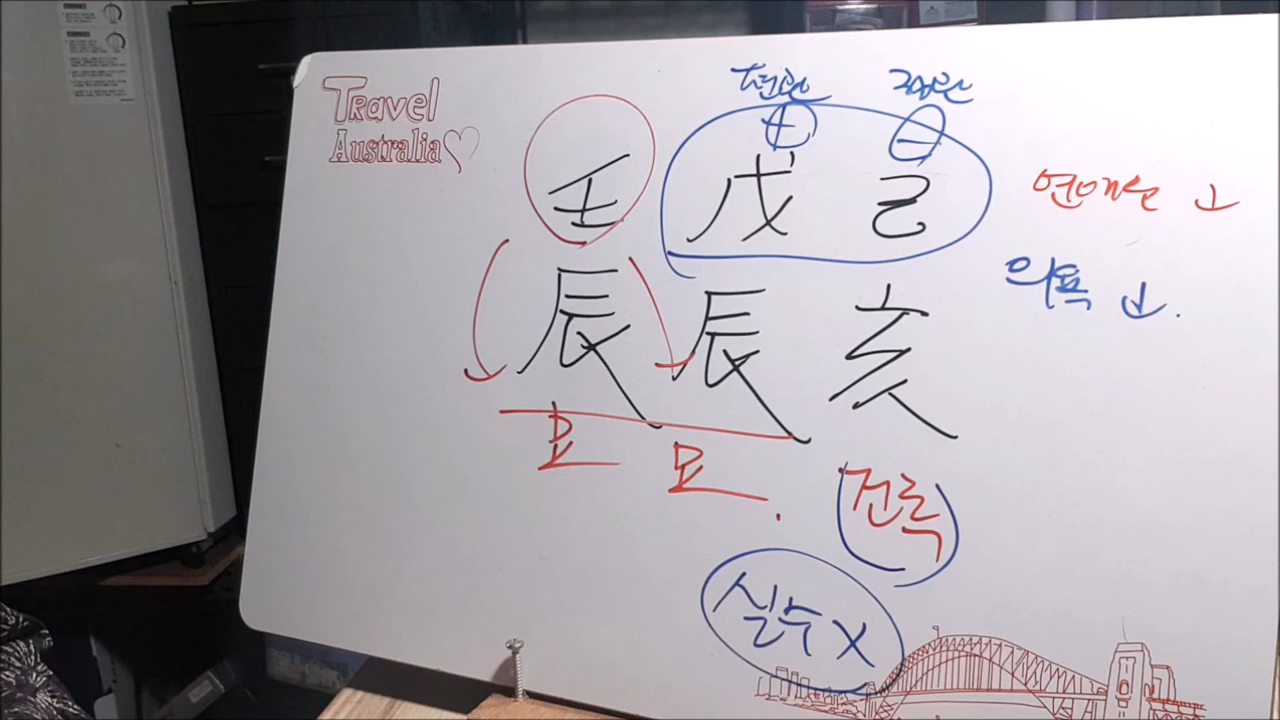 Travel
Australia
편관 정관
+ −
壬 戊 己
연애운 ↓
의욕 ↓.
辰 辰 亥
묘 묘
건록
실수 X